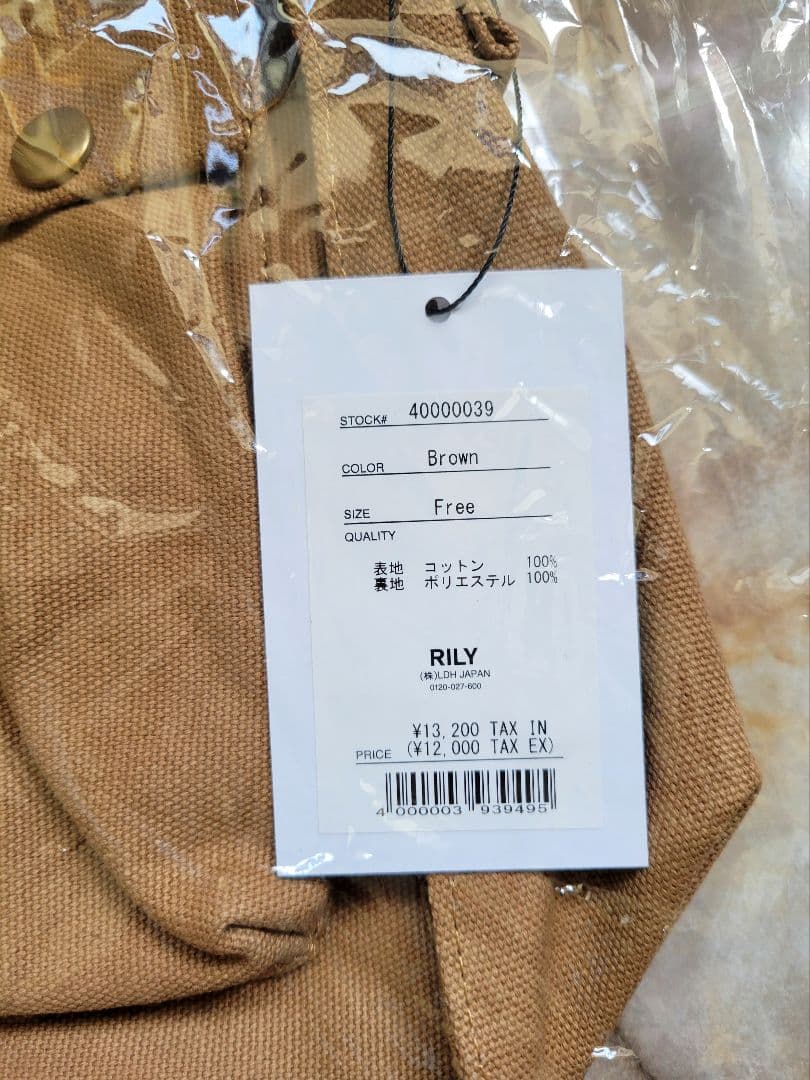 STOCK# 40000039
COLOR Brown
SIZE Free
QUALITY
表地 コットン 100%
裏地 ポリエステル 100%
RILY
(株)LDH JAPAN
0120-027-600
¥13,200 TAX IN
PRICE (¥12,000 TAX EX)
4 000003 939495